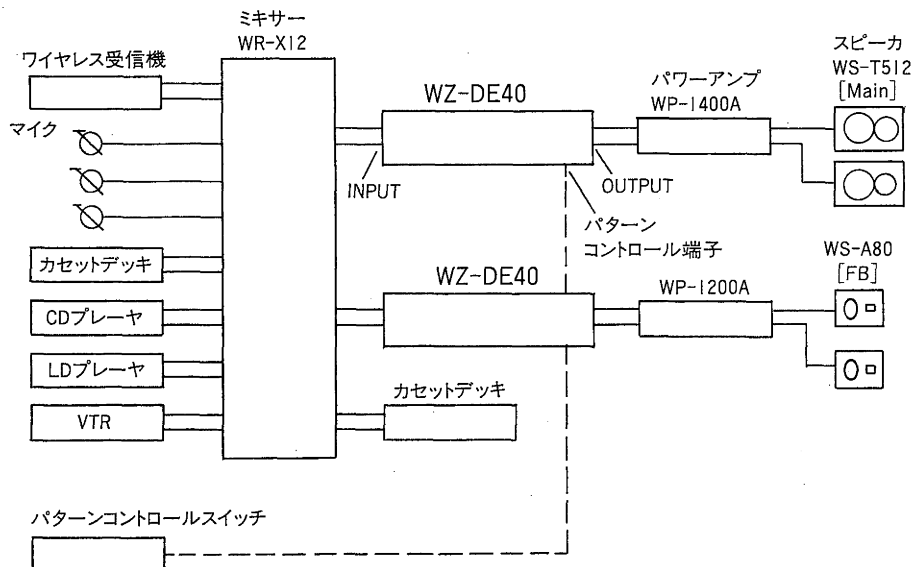 ミキサー
WR-X12
ワイヤレス受信機
マイク
カセットデッキ
CDプレーヤ
LDプレーヤ
VTR
パターンコントロールスイッチ
WZ-DE40
INPUT
OUTPUT
パターン
コントロール端子
WZ-DE40
カセットデッキ
パワーアンプ
WP-1400A
WP-1200A
スピーカ
WS-T512
[Main]
WS-A80
[FB]